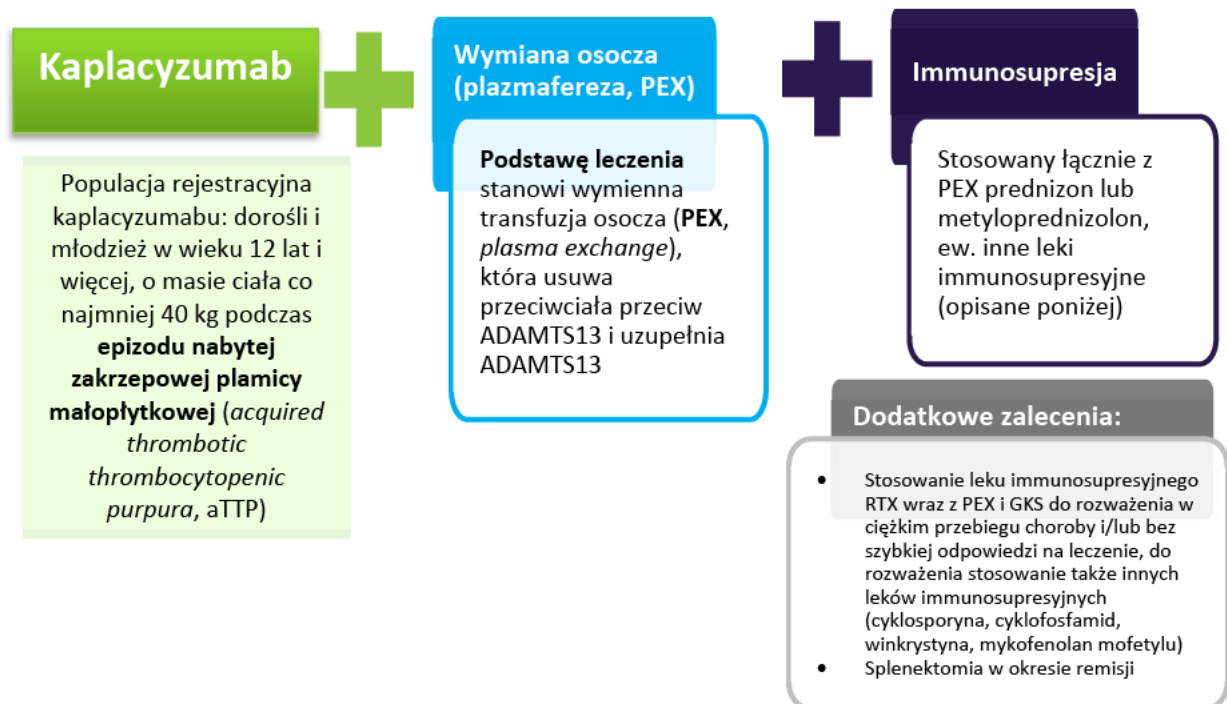 Kaplacyzumab
Populacja rejestracyjna
kaplacyzumabu: dorośli i
młodzież w wieku 12 lat i
więcej, o masie ciała co
najmniej 40 kg podczas
epizodu nabytej
zakrzepowej plamicy
małopłytkowej (acquired
thrombotic
thrombocytopenic
purpura, aTTP)
Wymiana osocza
(plazmafereza, PEX)
Podstawę leczenia
stanowi wymienna
transfuzja osocza (PEX,
plasma exchange),
która usuwa
przeciwciała przeciw
ADAMTS13 i uzupełnia
ADAMTS13
Immunosupresja
Stosowany łącznie z
PEX prednizon lub
metyloprednizolon,
ew. inne leki
immunosupresyjne
(opisane poniżej)
Dodatkowe zalecenia:
• Stosowanie leku immunosupresyjnego
RTX wraz z PEX i GKS do rozważenia w
ciężkim przebiegu choroby i/lub bez
szybkiej odpowiedzi na leczenie, do
rozważenia stosowanie także innych
leków immunosupresyjnych
(cyklosporyna, cyklofosfamid,
winkrystyna, mykofenolan mofetylu)
• Splenektomia w okresie remisji